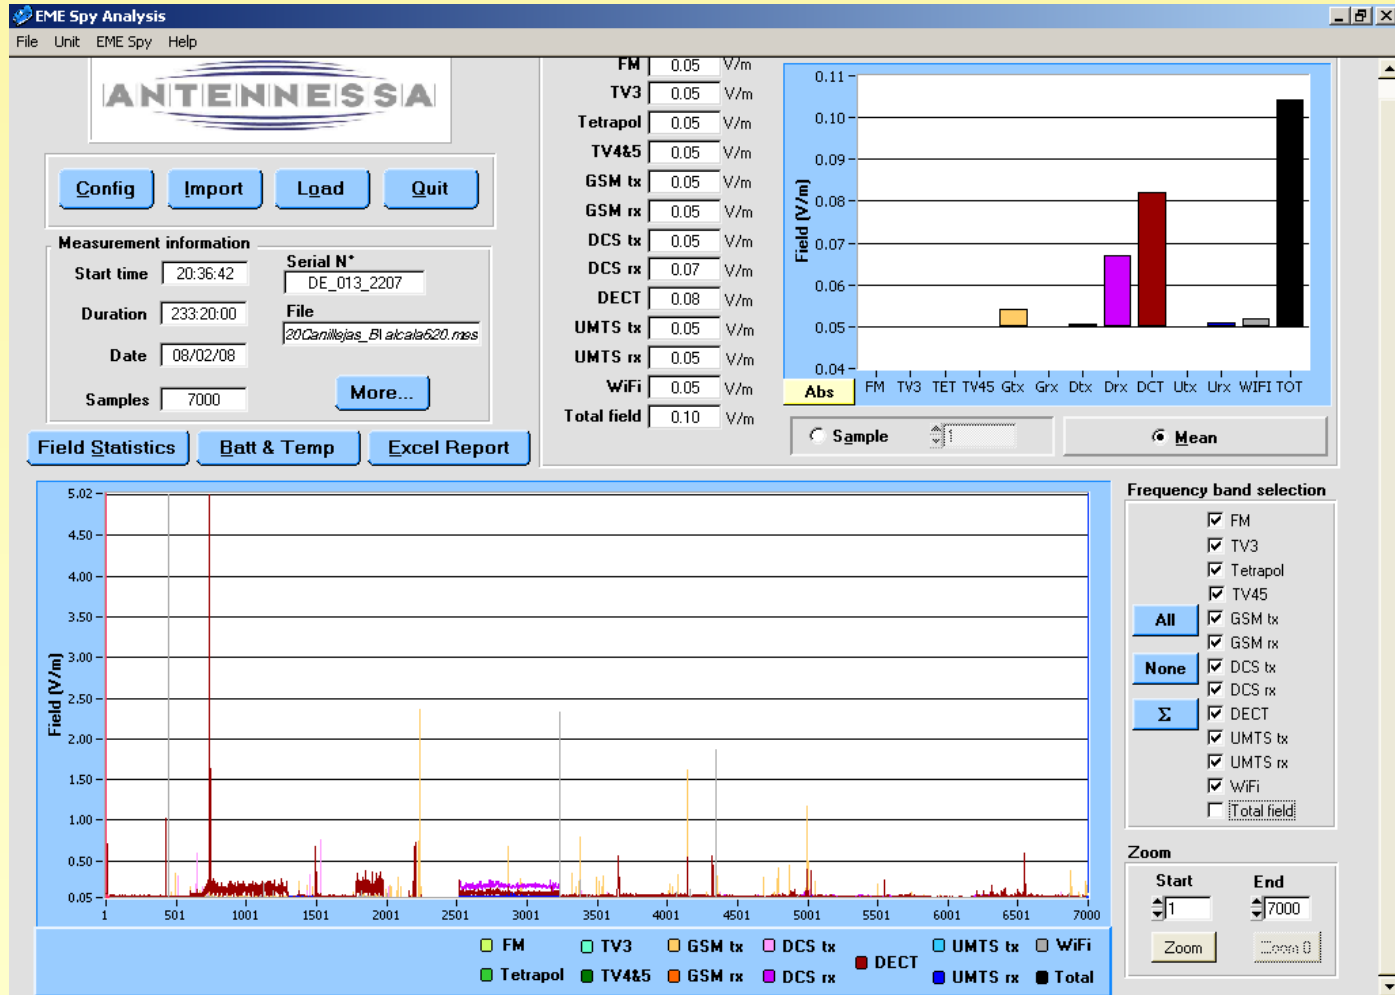 EME Spy Analysis
File Unit EME Spy Help
ANTENNESSA
Config Import Load Quit
Measurement information
Start time 20:36:42
Serial N°
DE_013_2207
Duration 233:20:00
File
20Canillejas_B\alcala620.mes
Date 08/02/08
Samples 7000
More...
Field Statistics Batt & Temp Excel Report
FM 0.05 V/m
TV3 0.05 V/m
Tetrapol 0.05 V/m
TV4&5 0.05 V/m
GSM tx 0.05 V/m
GSM rx 0.05 V/m
DCS tx 0.05 V/m
DCS rx 0.07 V/m
DECT 0.08 V/m
UMTS tx 0.05 V/m
UMTS rx 0.05 V/m
WiFi 0.05 V/m
Total field 0.10 V/m
Field (V/m)
0.11
0.10
0.09
0.08
0.07
0.06
0.05
0.04
Abs
FM TV3 TET TV45 Gtx Grx Dtx Drx DCT Utx Urx WIFI TOT
Sample 1 Mean
Field (V/m)
5.02
4.50
4.00
3.50
3.00
2.50
2.00
1.50
1.00
0.50
0.05
1 501 1001 1501 2001 2501 3001 3501 4001 4501 5001 5501 6001 6501 7000
FM TV3 GSM tx DCS tx DECT UMTS tx WiFi
Tetrapol TV4&5 GSM rx DCS rx UMTS rx Total
Frequency band selection
FM
TV3
Tetrapol
TV45
All GSM tx
GSM rx
None DCS tx
DCS rx
Σ DECT
UMTS tx
UMTS rx
WiFi
Total field
Zoom
Start End
1 7000
Zoom Zoom 0